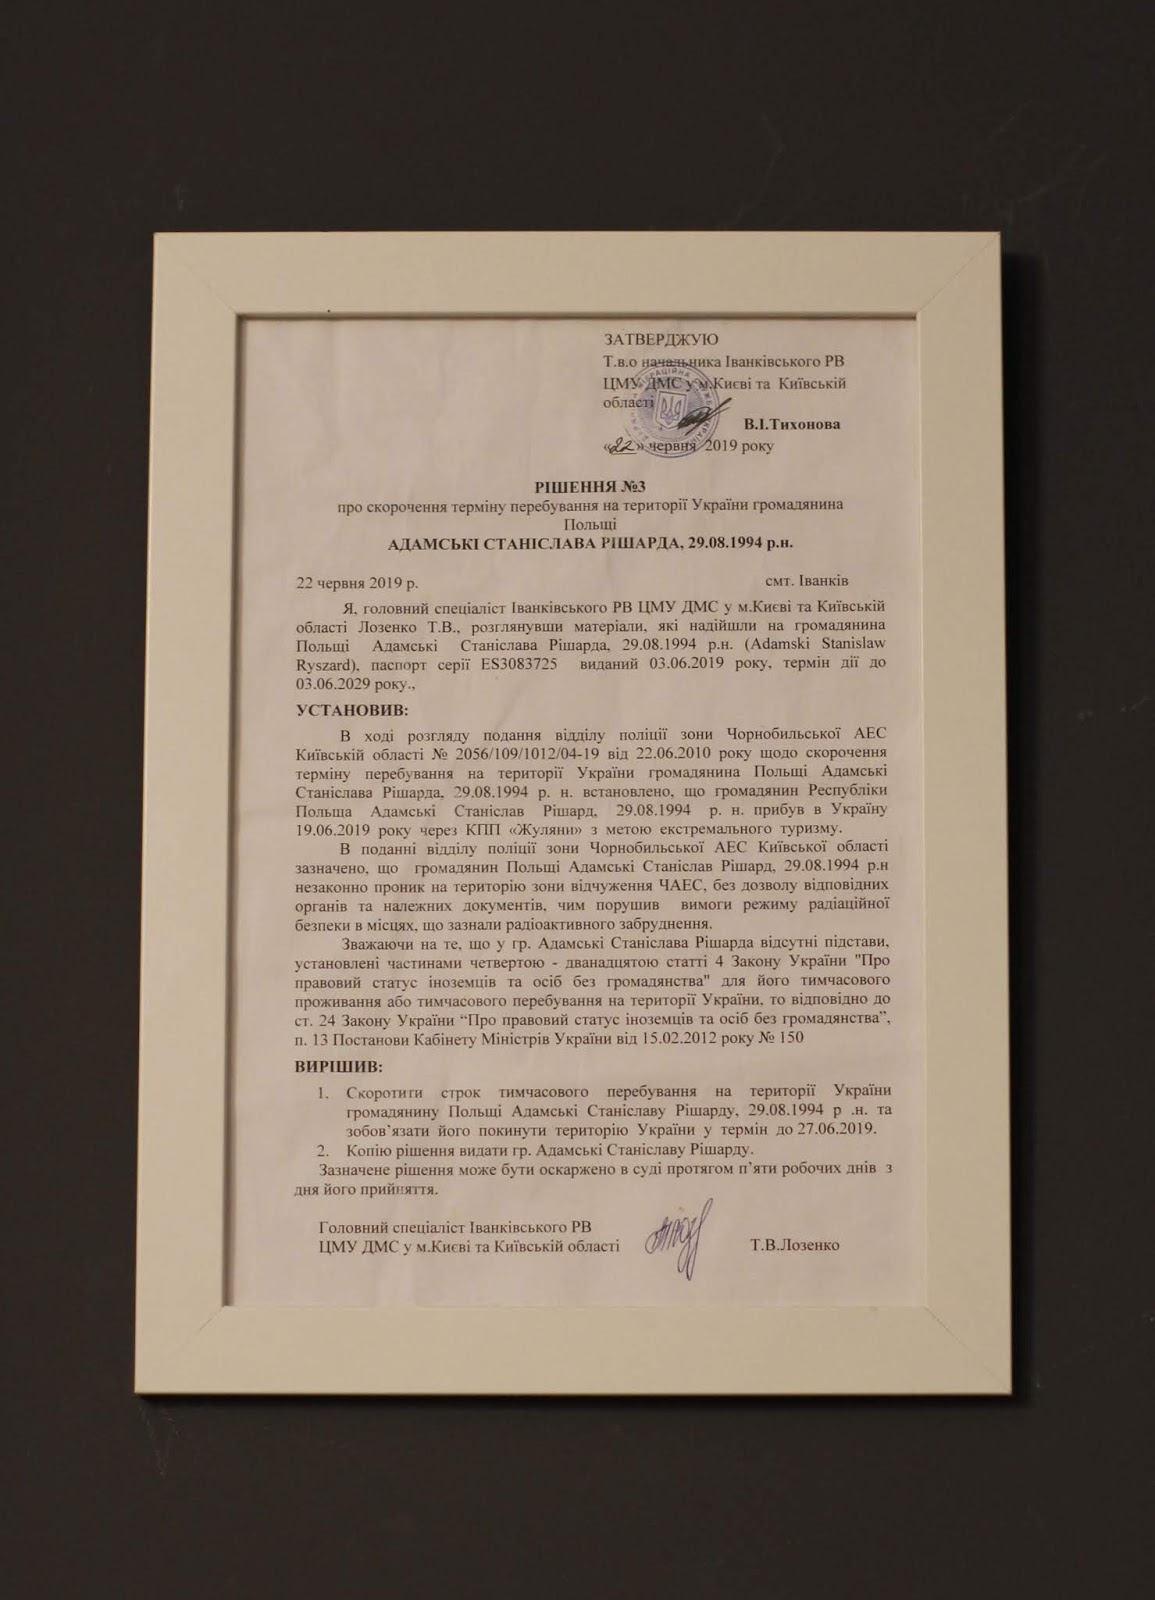 ЗАТВЕРДЖУЮ
Т.в.о начальника Іванківського РВ
ЦМУ ДМС у м.Києві та Київській
області
В.І.Тихонова
«22» червня 2019 року
РІШЕННЯ №3
про скорочення терміну перебування на території України громадянина
Польщі
АДАМСЬКІ СТАНІСЛАВА РІШАРДА, 29.08.1994 р.н.
22 червня 2019 р. смт. Іванків
Я, головний спеціаліст Іванківського РВ ЦМУ ДМС у м.Києві та Київській
області Лозенко Т.В., розглянувши матеріали, які надійшли на громадянина
Польщі Адамські Станіслава Рішарда, 29.08.1994 р.н. (Adamski Stanislaw
Ryszard), паспорт серії ES3083725 виданий 03.06.2019 року, термін дії до
03.06.2029 року.,
УСТАНОВИВ:
В ході розгляду подання відділу поліції зони Чорнобильської АЕС
Київській області № 2056/109/1012/04-19 від 22.06.2010 року щодо скорочення
терміну перебування на території України громадянина Польщі Адамські
Станіслава Рішарда, 29.08.1994 р. н. встановлено, що громадянин Республіки
Польща Адамські Станіслав Рішард, 29.08.1994 р. н. прибув в Україну
19.06.2019 року через КПП «Жуляни» з метою екстремального туризму.
В поданні відділу поліції зони Чорнобильської АЕС Київської області
зазначено, що громадянин Польщі Адамські Станіслав Рішард, 29.08.1994 р.н
незаконно проник на територію зони відчуження ЧАЕС, без дозволу відповідних
органів та належних документів, чим порушив вимоги режиму радіаційної
безпеки в місцях, що зазнали радіоактивного забруднення.
Зважаючи на те, що у гр. Адамські Станіслава Рішарда відсутні підстави,
установлені частинами четвертою - дванадцятою статті 4 Закону України "Про
правовий статус іноземців та осіб без громадянства" для його тимчасового
проживання або тимчасового перебування на території України, то відповідно до
ст. 24 Закону України “Про правовий статус іноземців та осіб без громадянства”,
п. 13 Постанови Кабінету Міністрів України від 15.02.2012 року № 150
ВИРІШИВ:
1. Скоротити строк тимчасового перебування на території України
громадянину Польщі Адамські Станіславу Рішарду, 29.08.1994 р .н. та
зобов’язати його покинути територію України у термін до 27.06.2019.
2. Копію рішення видати гр. Адамські Станіславу Рішарду.
Зазначене рішення може бути оскаржено в суді протягом п’яти робочих днів з
дня його прийняття.
Головний спеціаліст Іванківського РВ
ЦМУ ДМС у м.Києві та Київській області Т.В.Лозенко